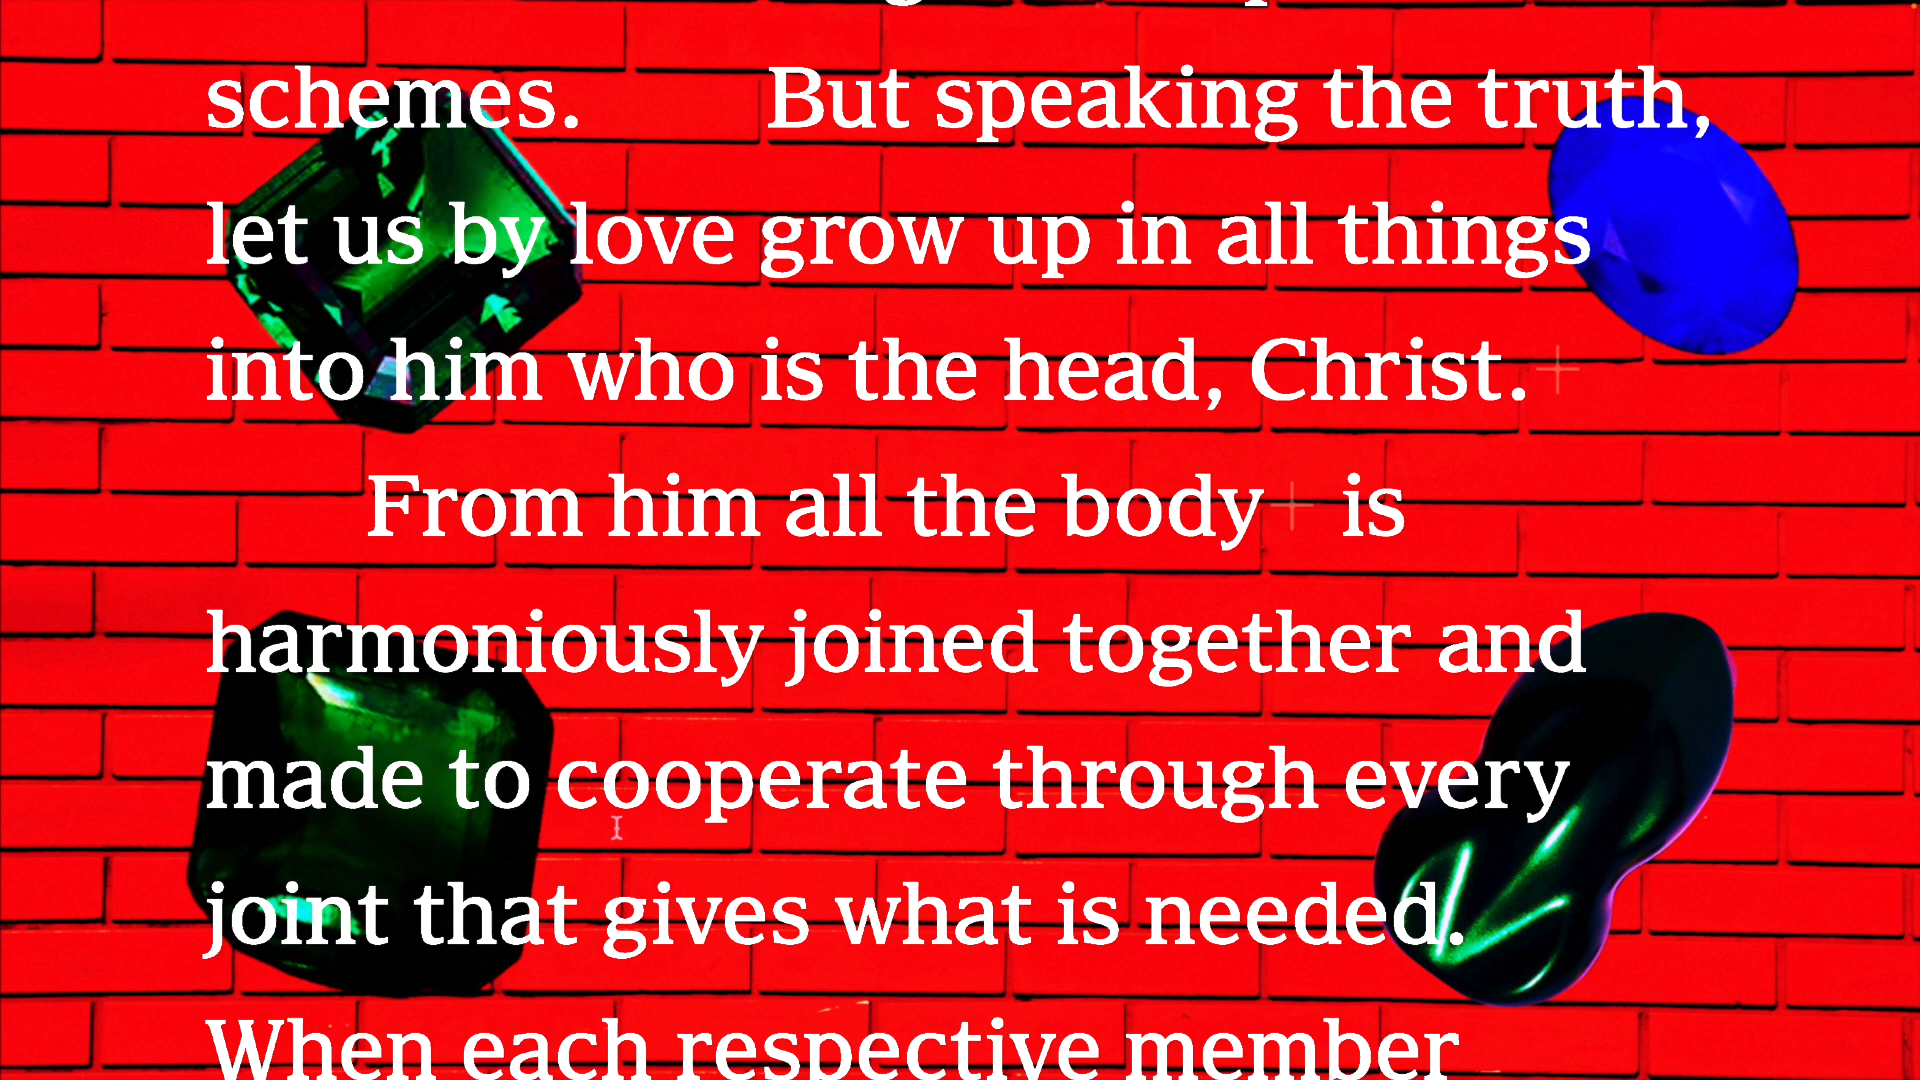 schemes. But speaking the truth,
let us by love grow up in all things
into him who is the head, Christ.+
From him all the body+ is
harmoniously joined together and
made to cooperate through every
joint that gives what is needed.
When each respective member